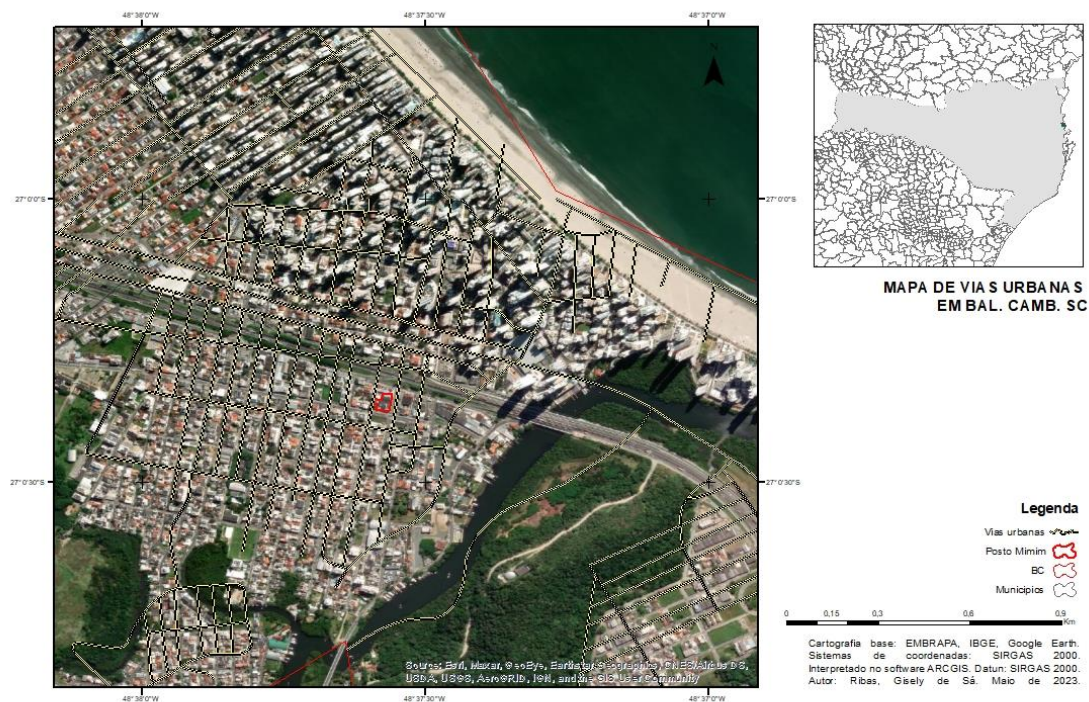 48°38'0"W
48°37'30"W
48°37'0"W
N
27°0'0"S
27°0'0"S
MAPA DE VIAS URBANAS
EM BAL. CAMB. SC
27°0'30"S
27°0'30"S
Legenda
Vias urbanas
Posto Mimim
BC
Municipios
0 0,15 0,3 0,6 0,9
Km
Cartografia base: EMBRAPA, IBGE, Google Earth.
Sistemas de coordenadas: SIRGAS 2000.
Interpretado no software ARCGIS. Datun: SIRGAS 2000.
Autor: Ribas, Gisely de Sá. Maio de 2023.
Source: Esri, Maxar, GeoEye, Earthstar Geographics, CNES/Airbus DS,
USDA, USGS, AeroGRID, IGN, and the GIS User Community
48°38'0"W
48°37'30"W
48°37'0"W